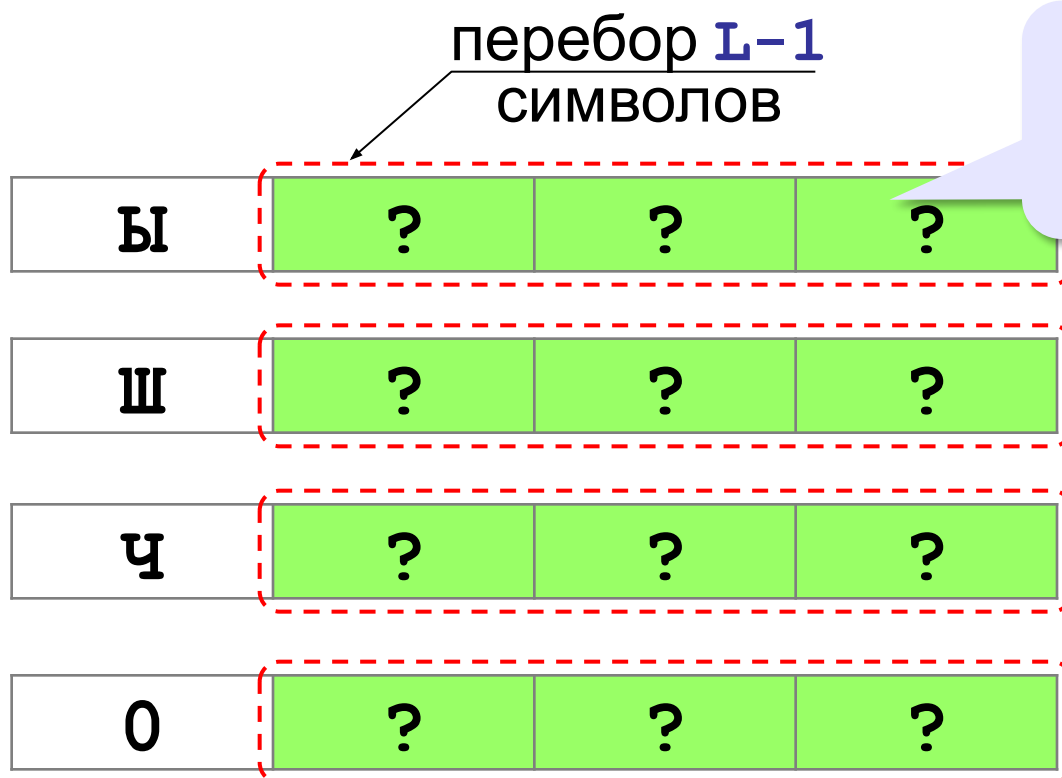 перебор L-1
символов
Ы ? ? ?
Ш ? ? ?
Ч ? ? ?
О ? ? ?